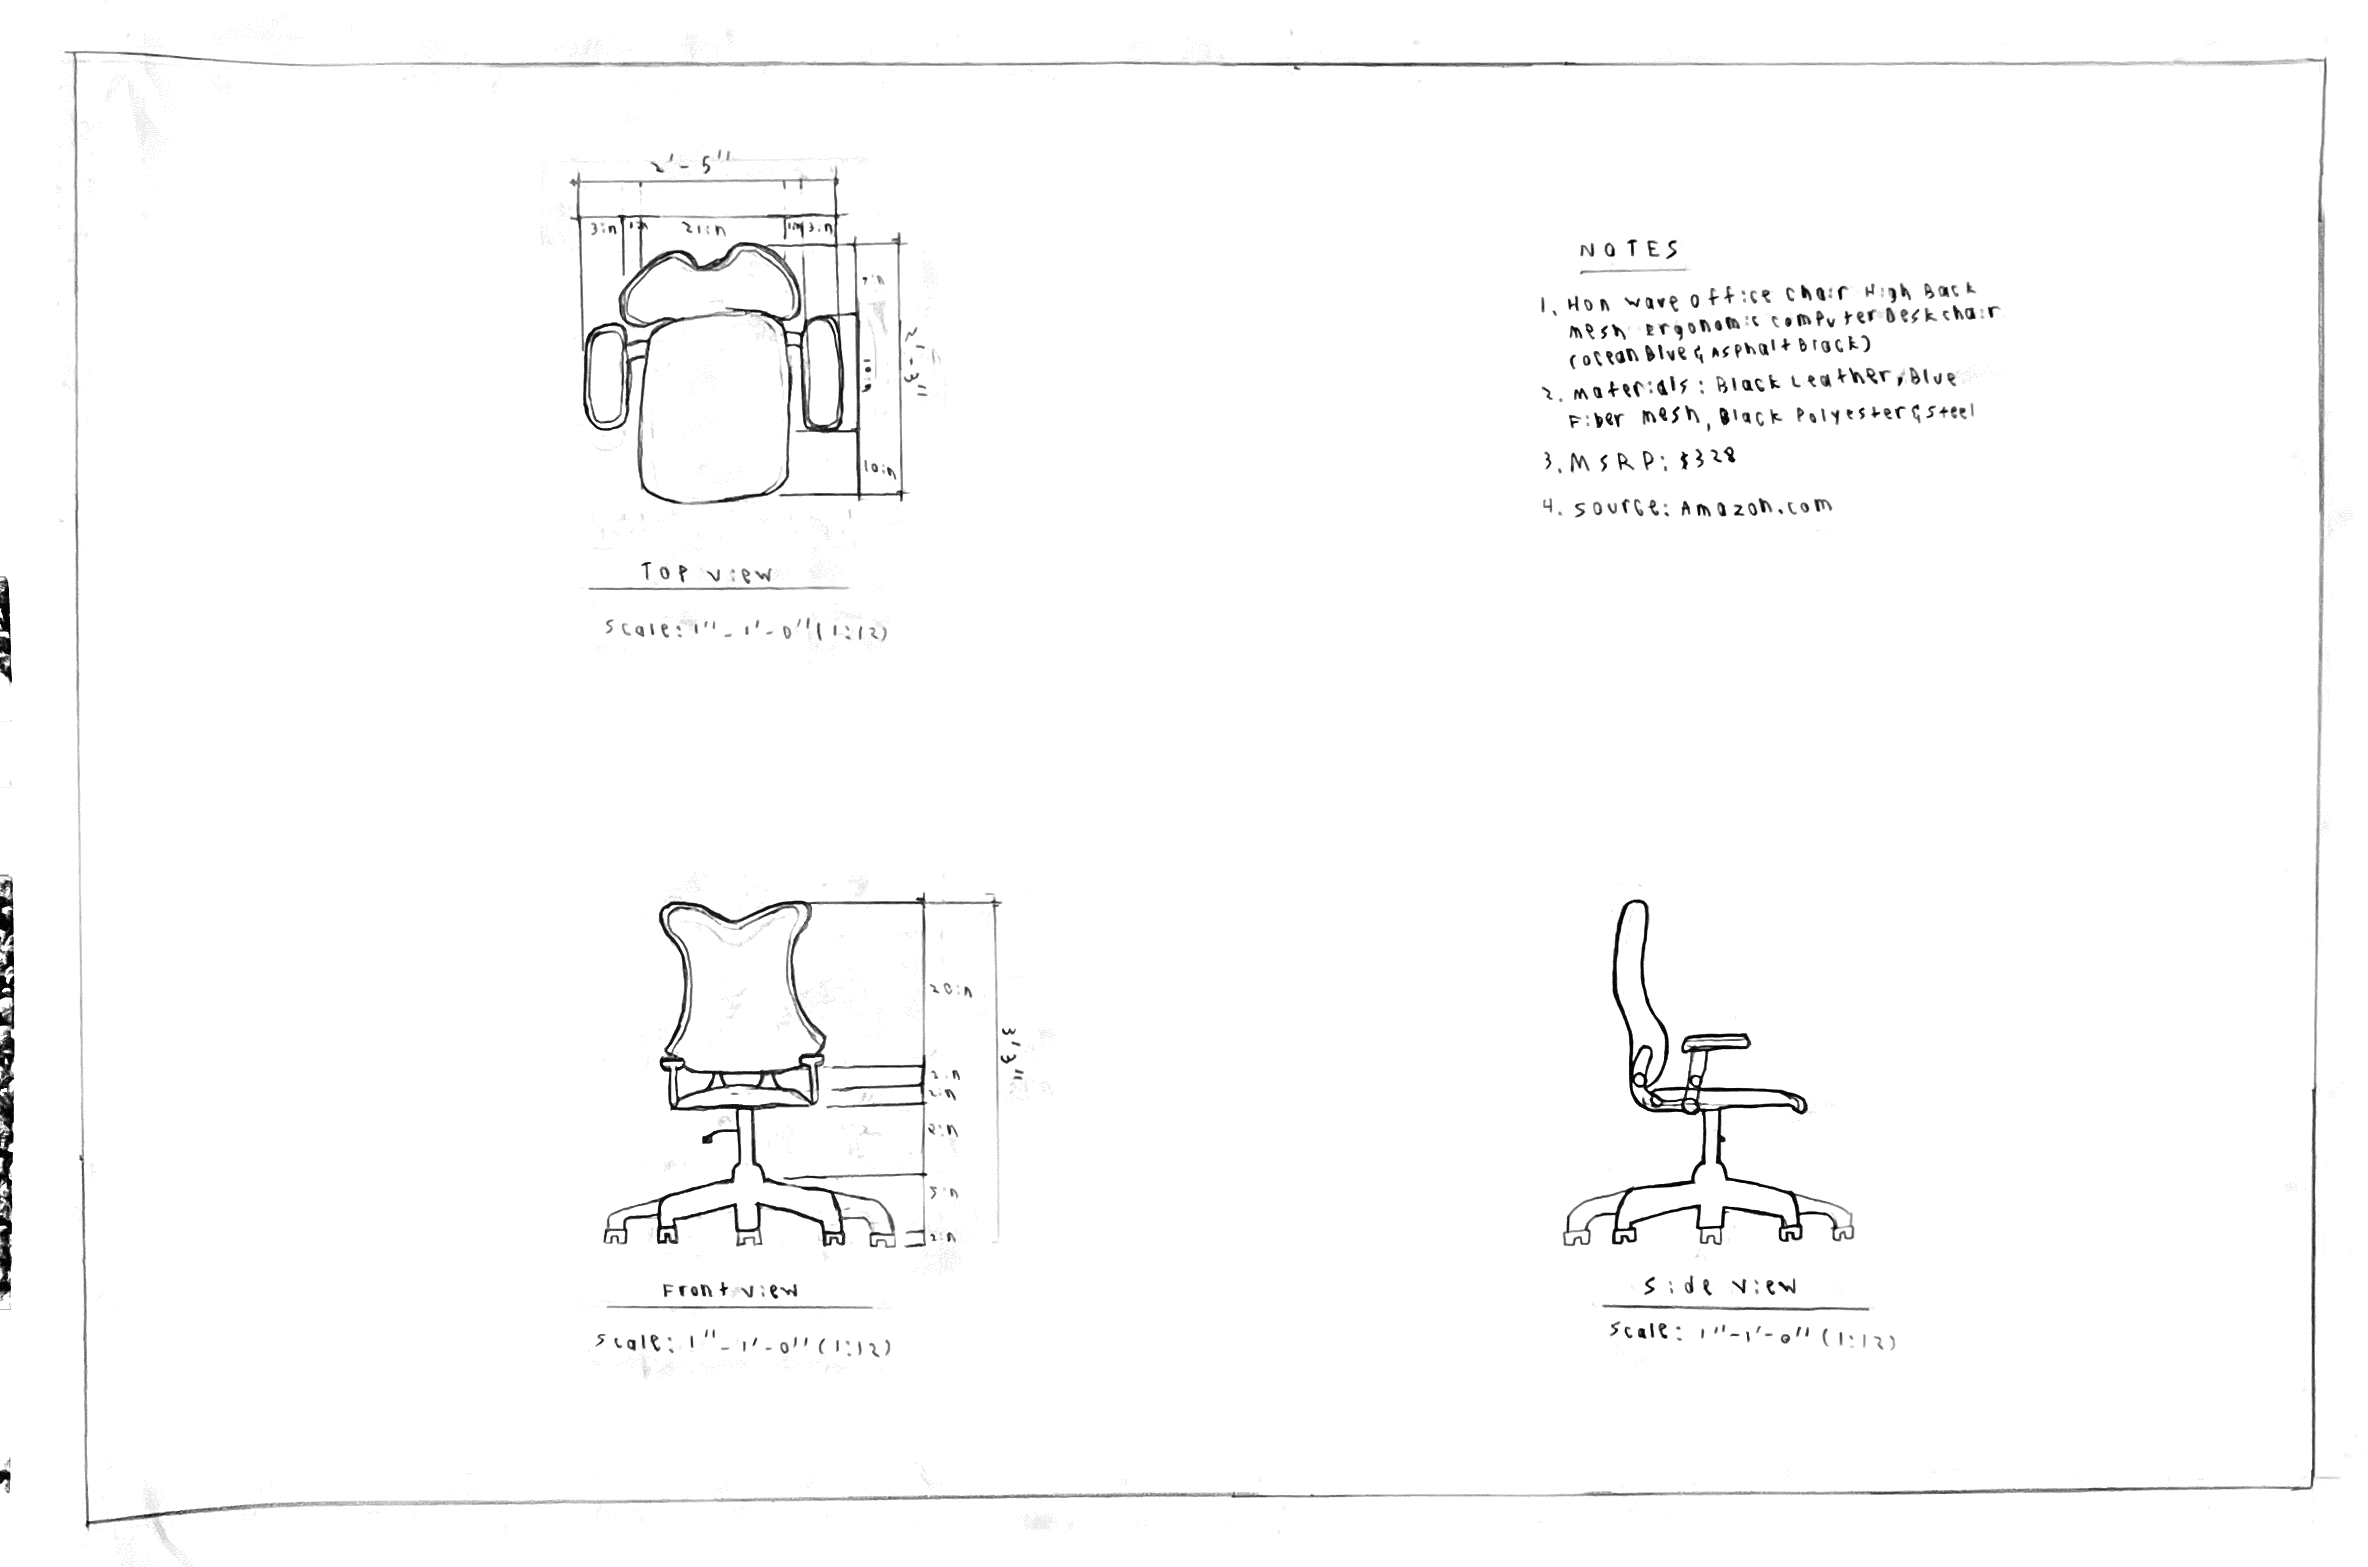 2'-5"
3in 1in 21in 1in 3in
7in
10in
2'-3"
10in
Top view
scale: 1"-1'-0" (1:12)
NOTES
1. Hon wave office chair High Back
mesh Ergonomic computer Desk chair
(ocean Blue & Asphalt Black)
2. materials: Black Leather, Blue
Fiber mesh, Black Polyester & steel
3. MSRP: $328
4. source: Amazon.com
20in
3'3"
2in
2in
8in
5in
2in
Front view
scale: 1"-1'-0" (1:12)
side view
scale: 1"-1'-0" (1:12)